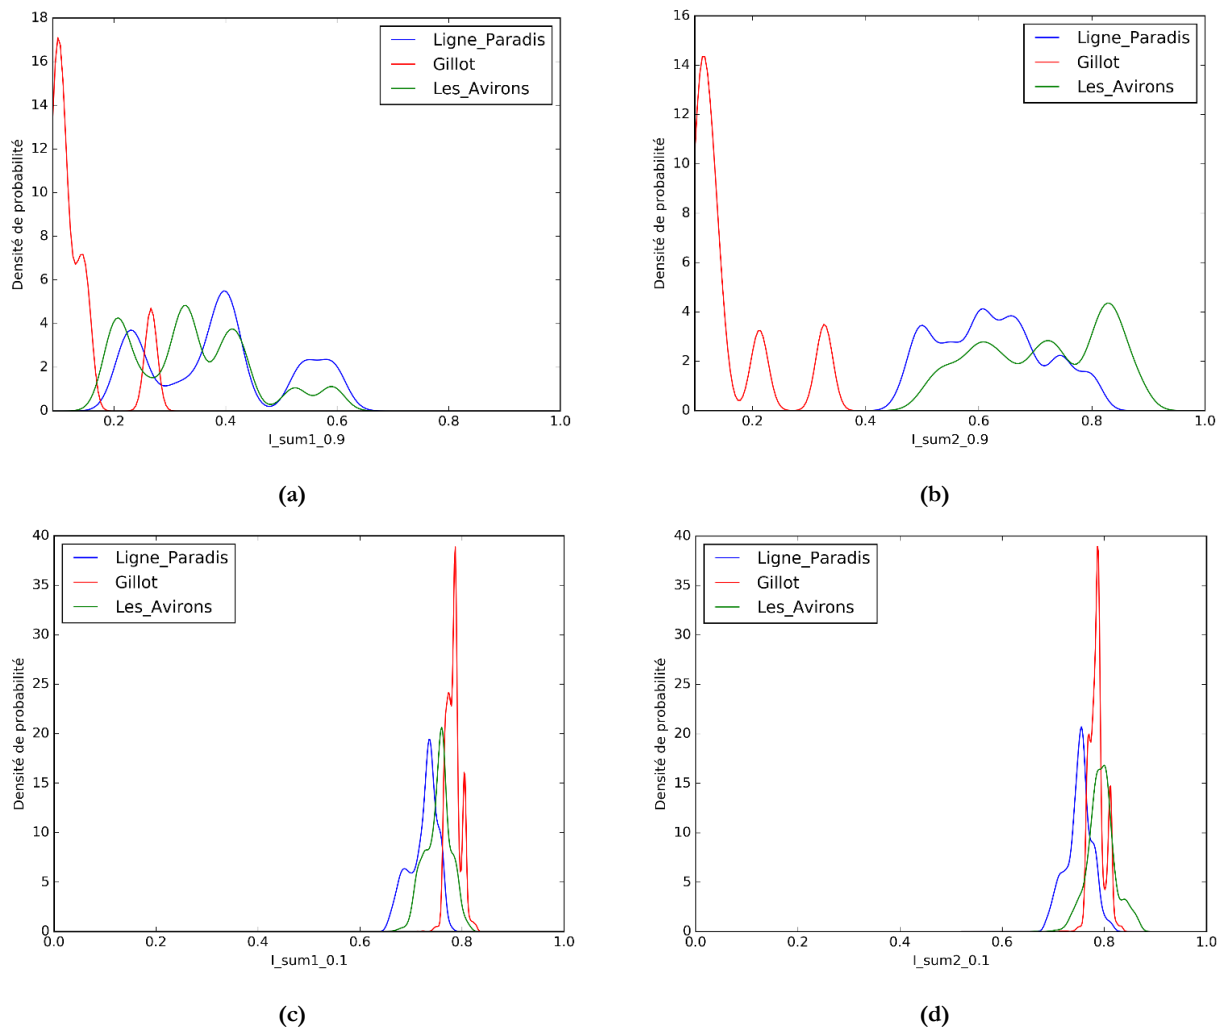 18
16
14
12
10
8
6
4
2
0
0.2
0.4
0.6
0.8
1.0
Densité de probabilité
I_sum1_0.9
Ligne_Paradis
Gillot
Les_Avirons
(a)
16
14
12
10
8
6
4
2
0
0.2
0.4
0.6
0.8
1.0
Densité de probabilité
I_sum2_0.9
Ligne_Paradis
Gillot
Les_Avirons
(b)
40
35
30
25
20
15
10
5
0
0.0
0.2
0.4
0.6
0.8
1.0
Densité de probabilité
I_sum1_0.1
Ligne_Paradis
Gillot
Les_Avirons
(c)
40
35
30
25
20
15
10
5
0
0.0
0.2
0.4
0.6
0.8
1.0
Densité de probabilité
I_sum2_0.1
Ligne_Paradis
Gillot
Les_Avirons
(d)